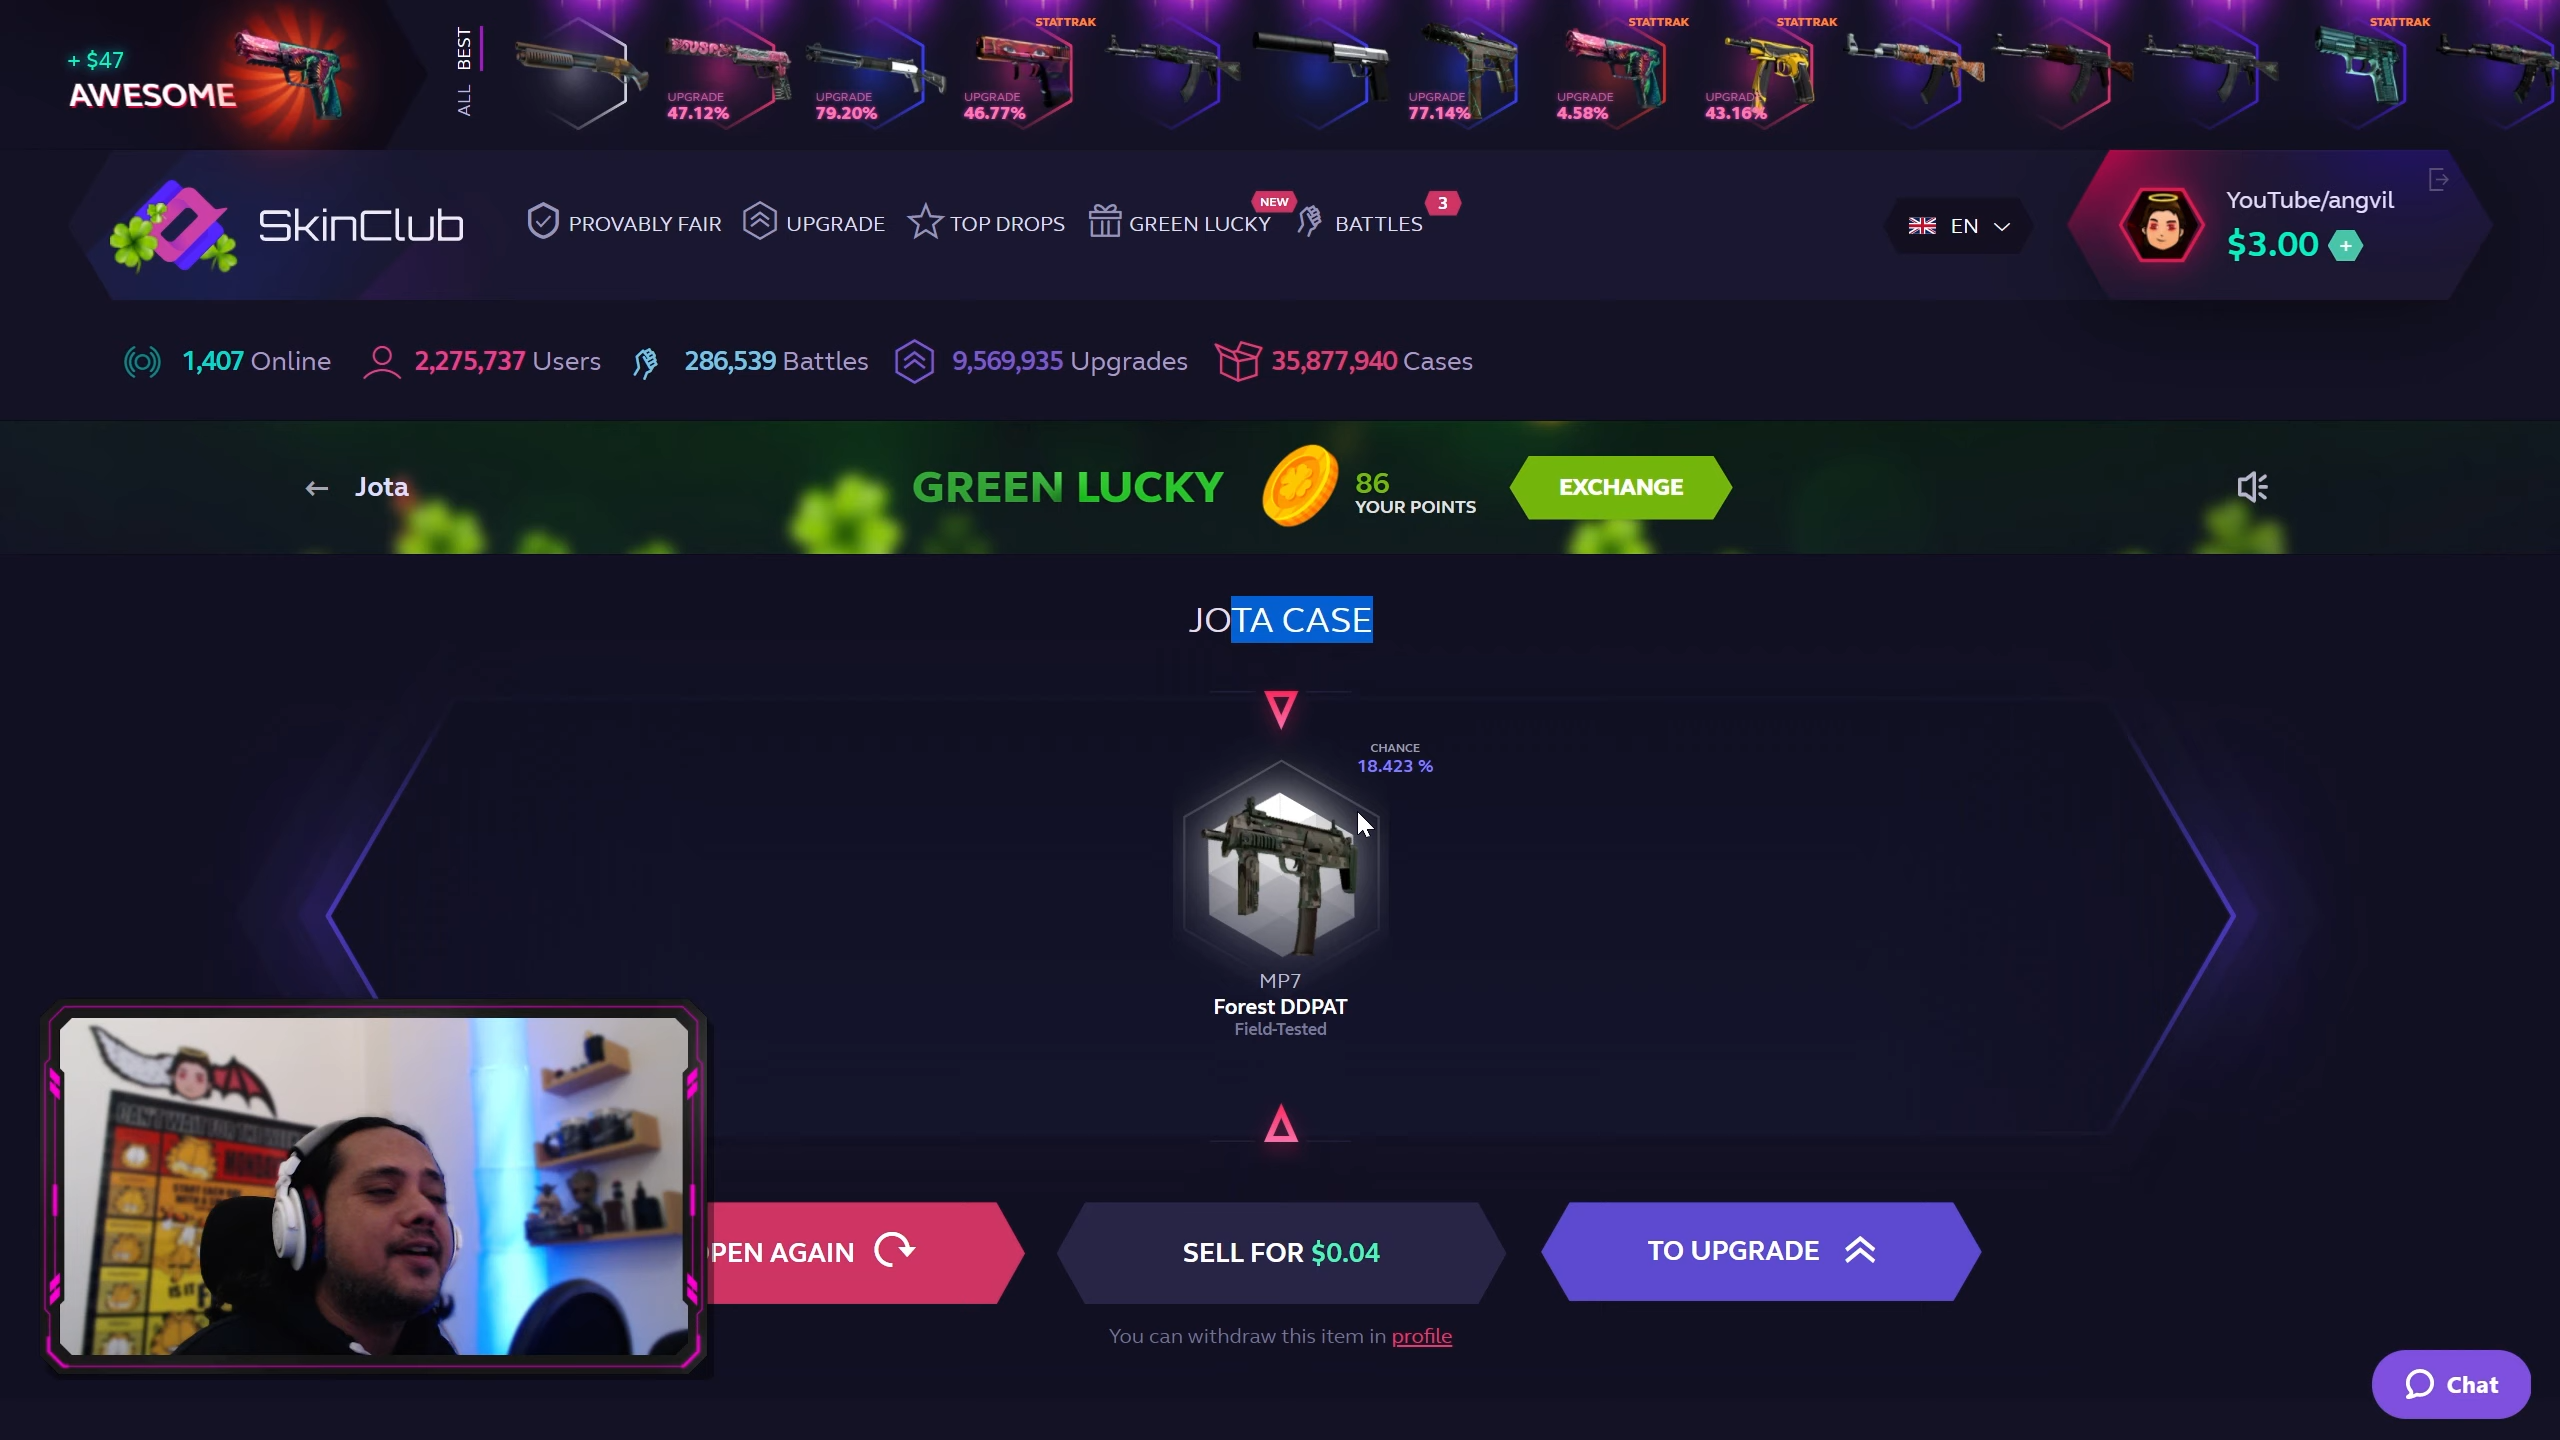 + $47
AWESOME
BEST
ALL
STATTRAK
STATTRAK
STATTRAK
STATTRAK
UPGRADE
47.12%
UPGRADE
79.20%
UPGRADE
46.77%
UPGRADE
77.14%
UPGRADE
4.58%
UPGRADE
43.16%
SkinClub
PROVABLY FAIR
UPGRADE
TOP DROPS
GREEN LUCKY
NEW
BATTLES
3
EN
YouTube/angvil
$3.00
+
1,407 Online
2,275,737 Users
286,539 Battles
9,569,935 Upgrades
35,877,940 Cases
Jota
GREEN LUCKY
86
YOUR POINTS
EXCHANGE
JOTA CASE
CHANCE
18.423 %
MP7
Forest DDPAT
Field-Tested
PEN AGAIN
SELL FOR $0.04
TO UPGRADE
You can withdraw this item in profile
Chat